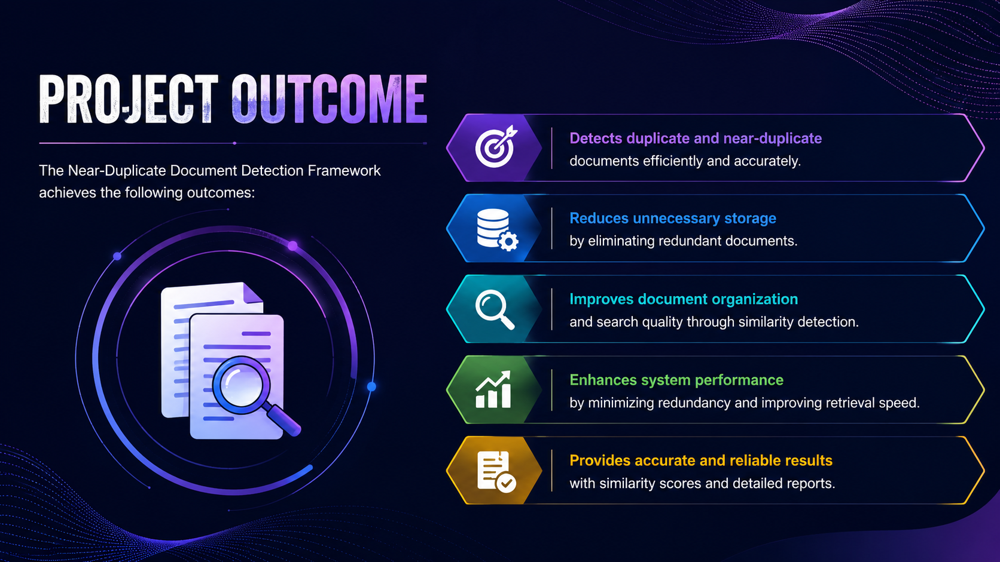 PROJECT OUTCOME
The Near-Duplicate Document Detection Framework
achieves the following outcomes:
Detects duplicate and near-duplicate
documents efficiently and accurately.
Reduces unnecessary storage
by eliminating redundant documents.
Improves document organization
and search quality through similarity detection.
Enhances system performance
by minimizing redundancy and improving retrieval speed.
Provides accurate and reliable results
with similarity scores and detailed reports.